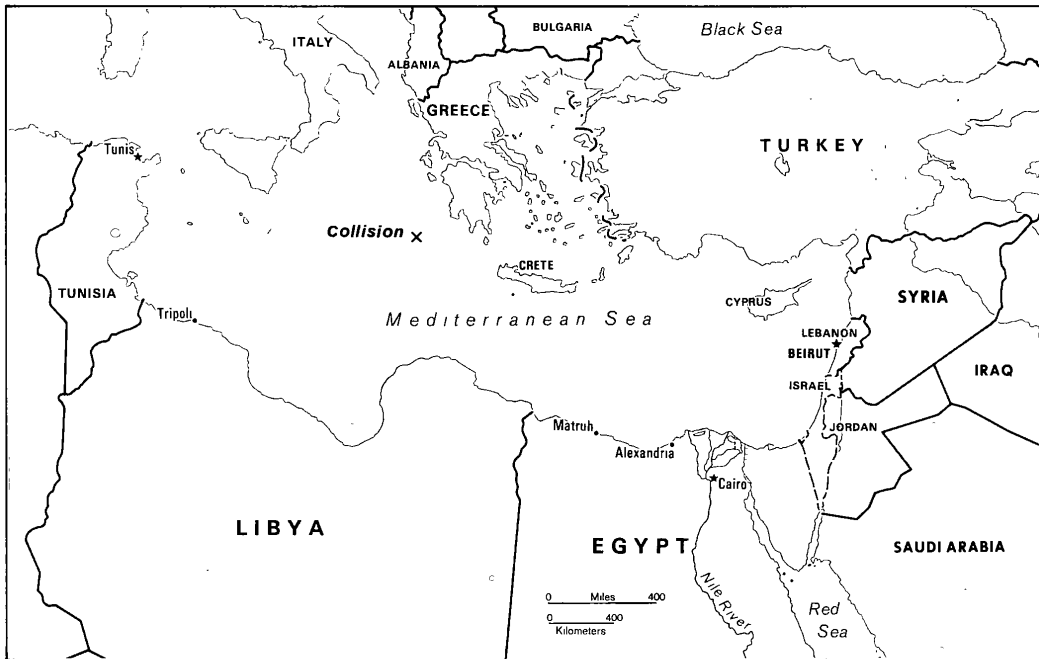 BULGARIA
Black Sea
ITALY
ALBANIA
GREECE
TURKEY
Tunis
Collision ×
CRETE
TUNISIA
CYPRUS
SYRIA
Tripoli
Mediterranean Sea
LEBANON
BEIRUT
IRAQ
ISRAEL
JORDAN
Matruh
Alexandria
Cairo
LIBYA
EGYPT
SAUDI ARABIA
0 Miles 400
0 400
Kilometers
Nile River
Red
Sea